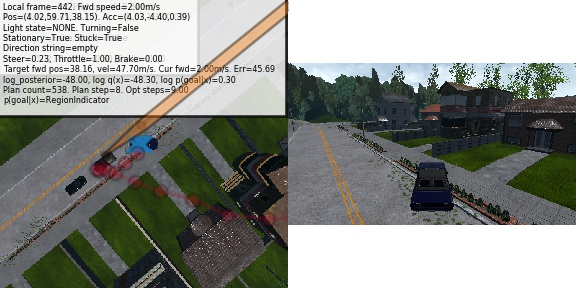 Local frame=442. Fwd speed=2.00m/s
Pos=(4.02,59.71,38.15). Acc=(4.03,-4.40,0.39)
Light state=NONE. Turning=False
Stationary=True. Stuck=True
Direction string=empty
Steer=0.23, Throttle=1.00, Brake=0.00
Target fwd pos=38.16, vel=47.70m/s. Cur fwd=2.00m/s. Err=45.69
log_posterior=-48.00, log q(x)=-48.30, log p(goal|x)=0.30
Plan count=538. Plan step=8. Opt steps=9.00
p(goal|x)=RegionIndicator